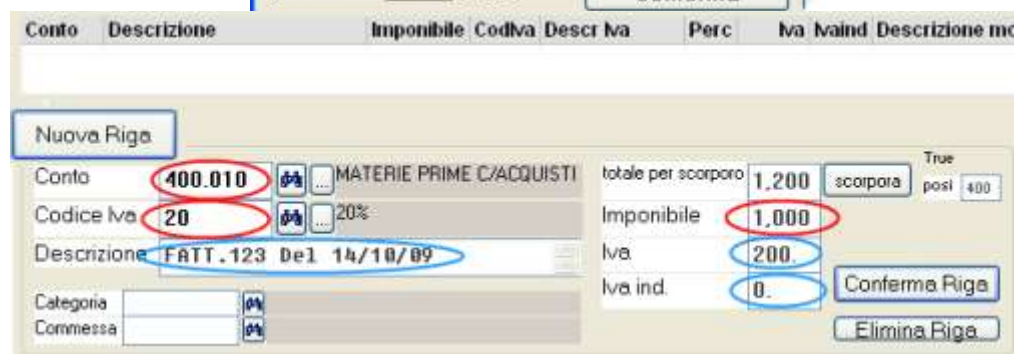 Conto Descrizione Imponibile CodIva Descr Iva Perc Iva Ivaind Descrizione mo
Nuova Riga
Conto 400.010 ... MATERIE PRIME C/ACQUISTI totale per scorporo 1,200 scorpora True posi 400
Codice Iva 20 ... 20% Imponibile 1,000
Descrizione FATT.123 Del 14/10/09 Iva 200.
Iva ind. 0. Conferma Riga
Categoria
Commessa Elimina Riga